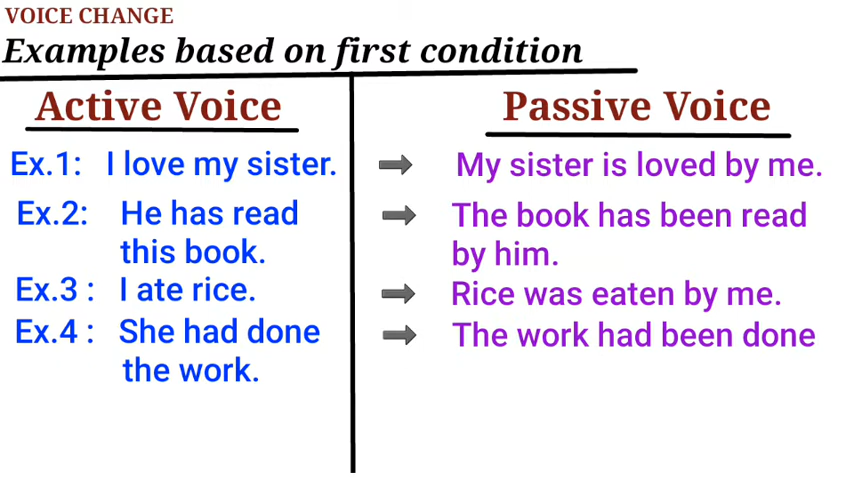 VOICE CHANGE
Examples based on first condition
Active Voice
Passive Voice
Ex.1: I love my sister.
My sister is loved by me.
Ex.2: He has read
this book.
The book has been read
by him.
Ex.3 : I ate rice.
Rice was eaten by me.
Ex.4 : She had done
the work.
The work had been done